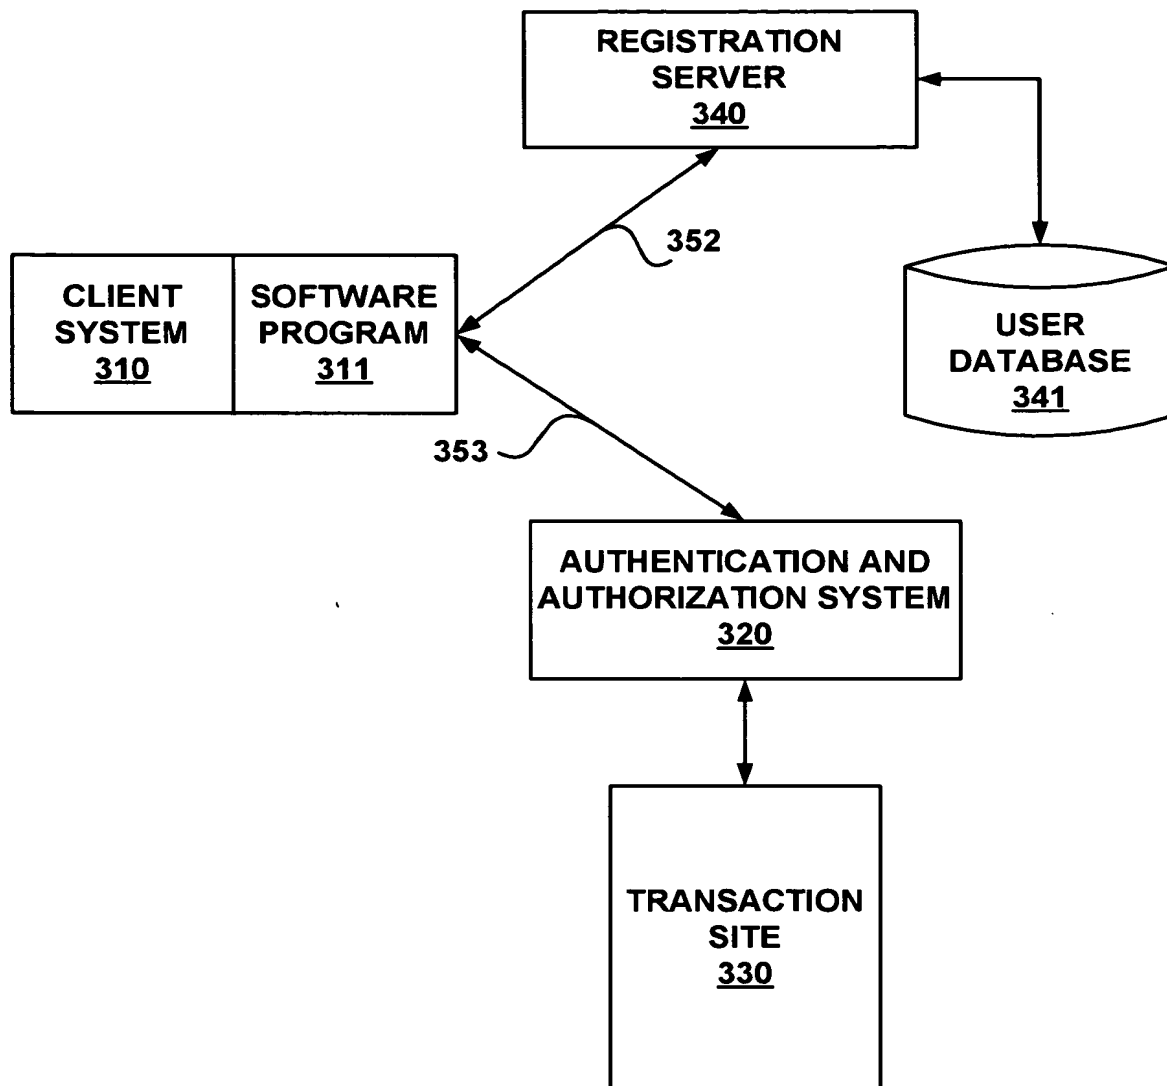 REGISTRATION
SERVER
340
352
CLIENT
SYSTEM
310
SOFTWARE
PROGRAM
311
USER
DATABASE
341
353
AUTHENTICATION AND
AUTHORIZATION SYSTEM
320
TRANSACTION
SITE
330